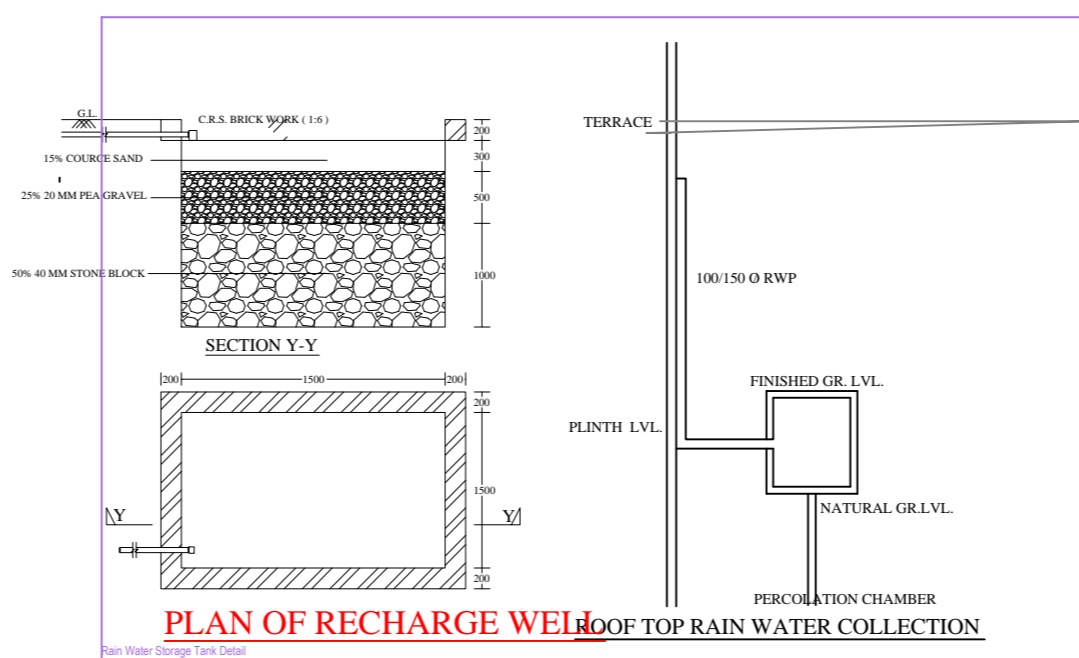 G.L.
C.R.S. BRICK WORK ( 1:6 )
200
15% COURCE SAND
300
25% 20 MM PEA GRAVEL
500
50% 40 MM STONE BLOCK
1000
SECTION Y-Y
200 1500 200
200
1500
Y Y
200
PLAN OF RECHARGE WELL
TERRACE
100/150 Ø RWP
FINISHED GR. LVL.
PLINTH LVL.
NATURAL GR.LVL.
PERCOLATION CHAMBER
ROOF TOP RAIN WATER COLLECTION
Rain Water Storage Tank Detail